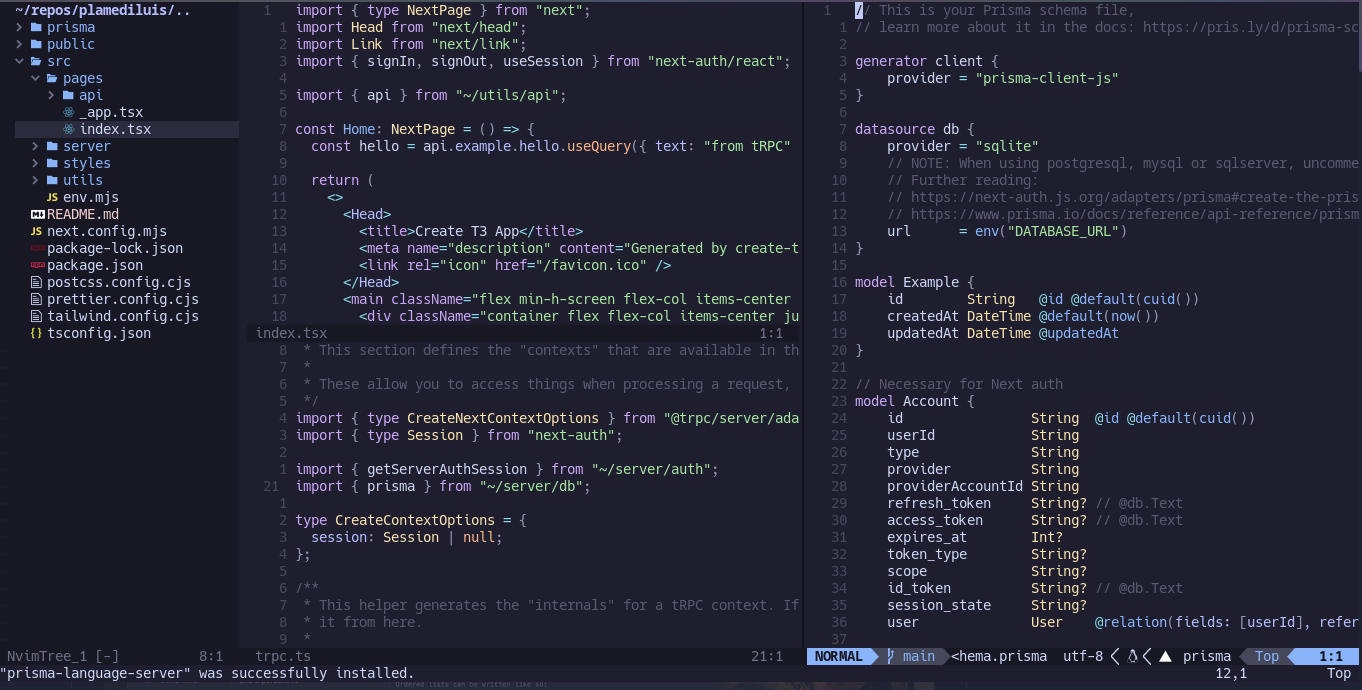 ~/repos/plamediluis/..
prisma
public
src
pages
api
_app.tsx
index.tsx
server
styles
utils
JS env.mjs
README.md
JS next.config.mjs
package-lock.json
package.json
postcss.config.cjs
prettier.config.cjs
tailwind.config.cjs
{} tsconfig.json
NvimTree_1 [-] 8:1
1 import { type NextPage } from "next";
1 import Head from "next/head";
2 import Link from "next/link";
3 import { signIn, signOut, useSession } from "next-auth/react";
4
5 import { api } from "~/utils/api";
6
7 const Home: NextPage = () => {
8 const hello = api.example.hello.useQuery({ text: "from tRPC"
9
10 return (
11 <>
12 <Head>
13 <title>Create T3 App</title>
14 <meta name="description" content="Generated by create-t
15 <link rel="icon" href="/favicon.ico" />
16 </Head>
17 <main className="flex min-h-screen flex-col items-center
18 <div className="container flex flex-col items-center ju
index.tsx 1:1
8 * This section defines the "contexts" that are available in th
7 *
6 * These allow you to access things when processing a request,
5 */
4 import { type CreateNextContextOptions } from "@trpc/server/ada
3 import { type Session } from "next-auth";
2
1 import { getServerAuthSession } from "~/server/auth";
21 import { prisma } from "~/server/db";
1
2 type CreateContextOptions = {
3 session: Session | null;
4 };
5
6 /**
7 * This helper generates the "internals" for a tRPC context. If
8 * it from here.
9 *
trpc.ts 21:1
1 // This is your Prisma schema file,
1 // learn more about it in the docs: https://pris.ly/d/prisma-sc
2
3 generator client {
4 provider = "prisma-client-js"
5 }
6
7 datasource db {
8 provider = "sqlite"
9 // NOTE: When using postgresql, mysql or sqlserver, uncomme
10 // Further reading:
11 // https://next-auth.js.org/adapters/prisma#create-the-pris
12 // https://www.prisma.io/docs/reference/api-reference/prism
13 url = env("DATABASE_URL")
14 }
15
16 model Example {
17 id String @id @default(cuid())
18 createdAt DateTime @default(now())
19 updatedAt DateTime @updatedAt
20 }
21
22 // Necessary for Next auth
23 model Account {
24 id String @id @default(cuid())
25 userId String
26 type String
27 provider String
28 providerAccountId String
29 refresh_token String? // @db.Text
30 access_token String? // @db.Text
31 expires_at Int?
32 token_type String?
33 scope String?
34 id_token String? // @db.Text
35 session_state String?
36 user User @relation(fields: [userId], refer
37
NORMAL main <hema.prisma utf-8 prisma Top 1:1
"prisma-language-server" was successfully installed. 12,1 Top
Ordered lists can be written like so: